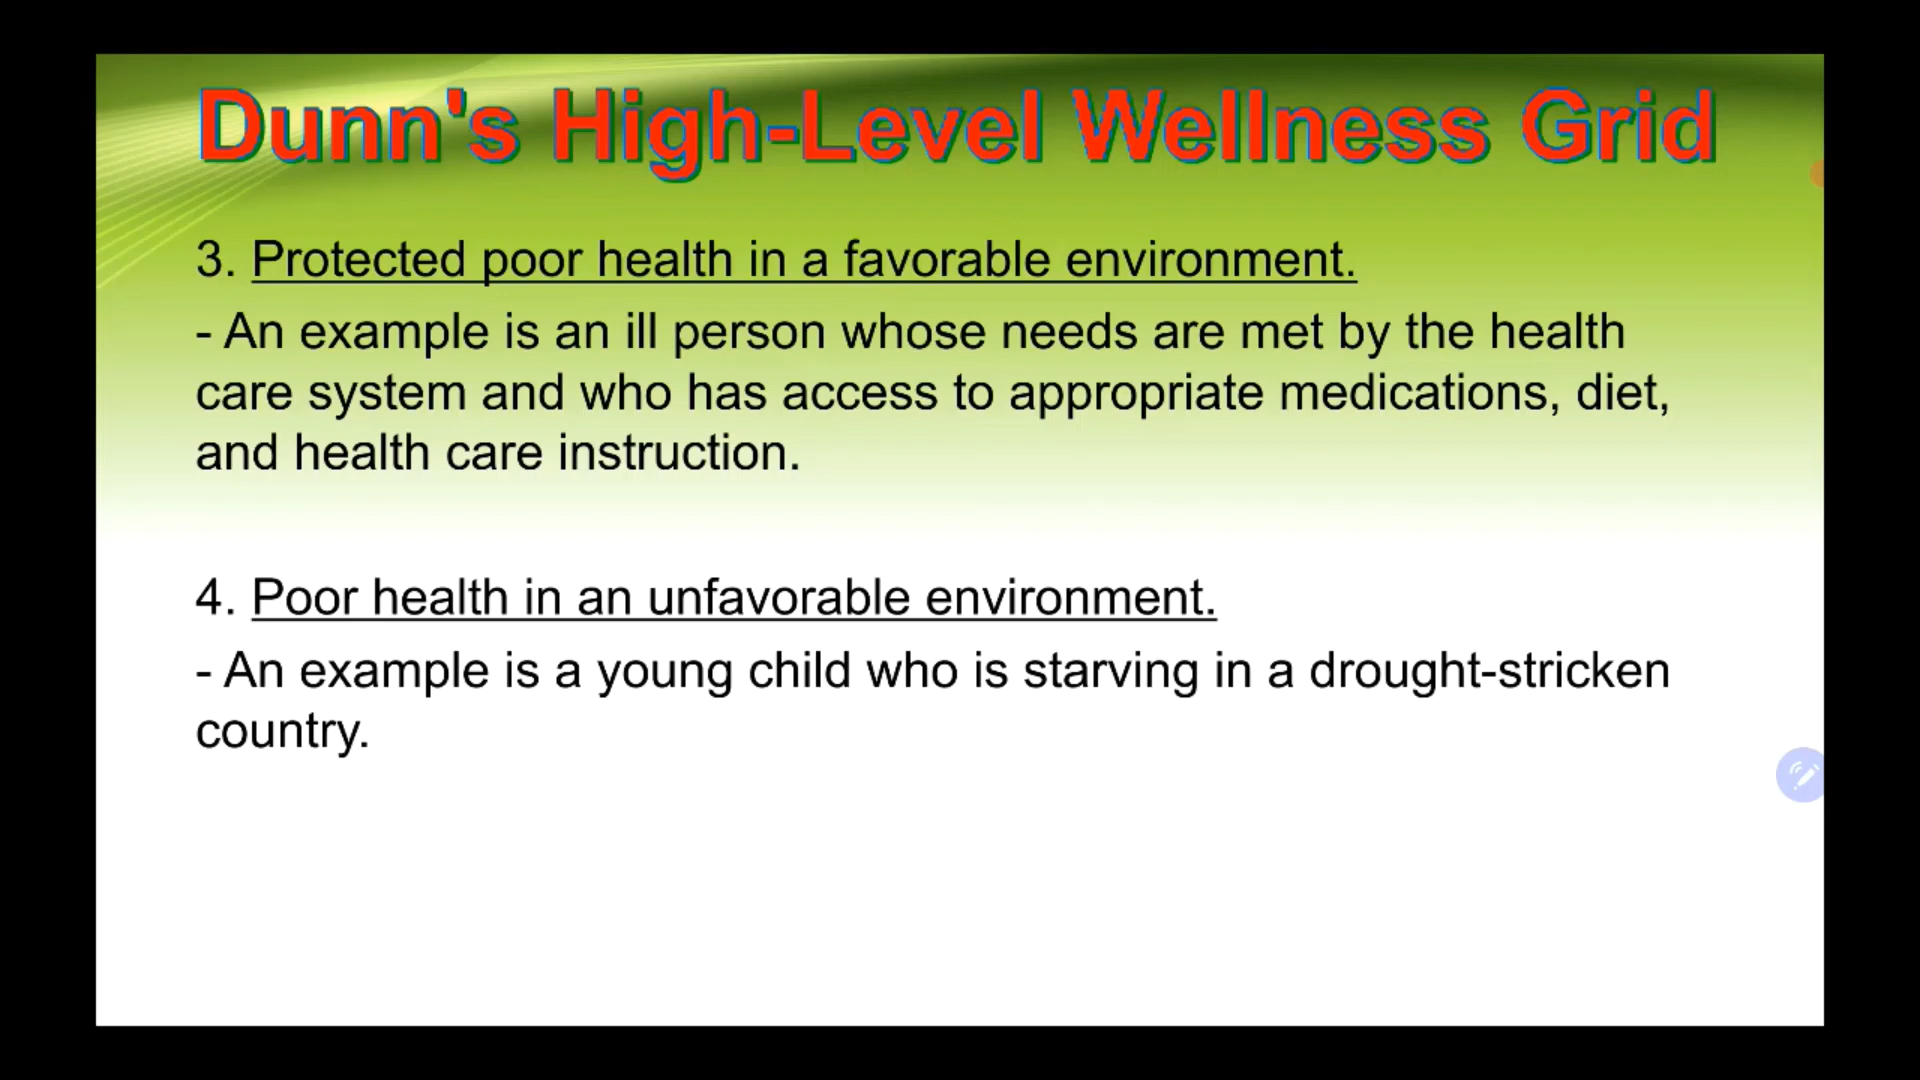 Dunn's High-Level Wellness Grid
3. Protected poor health in a favorable environment.
- An example is an ill person whose needs are met by the health
care system and who has access to appropriate medications, diet,
and health care instruction.
4. Poor health in an unfavorable environment.
- An example is a young child who is starving in a drought-stricken
country.